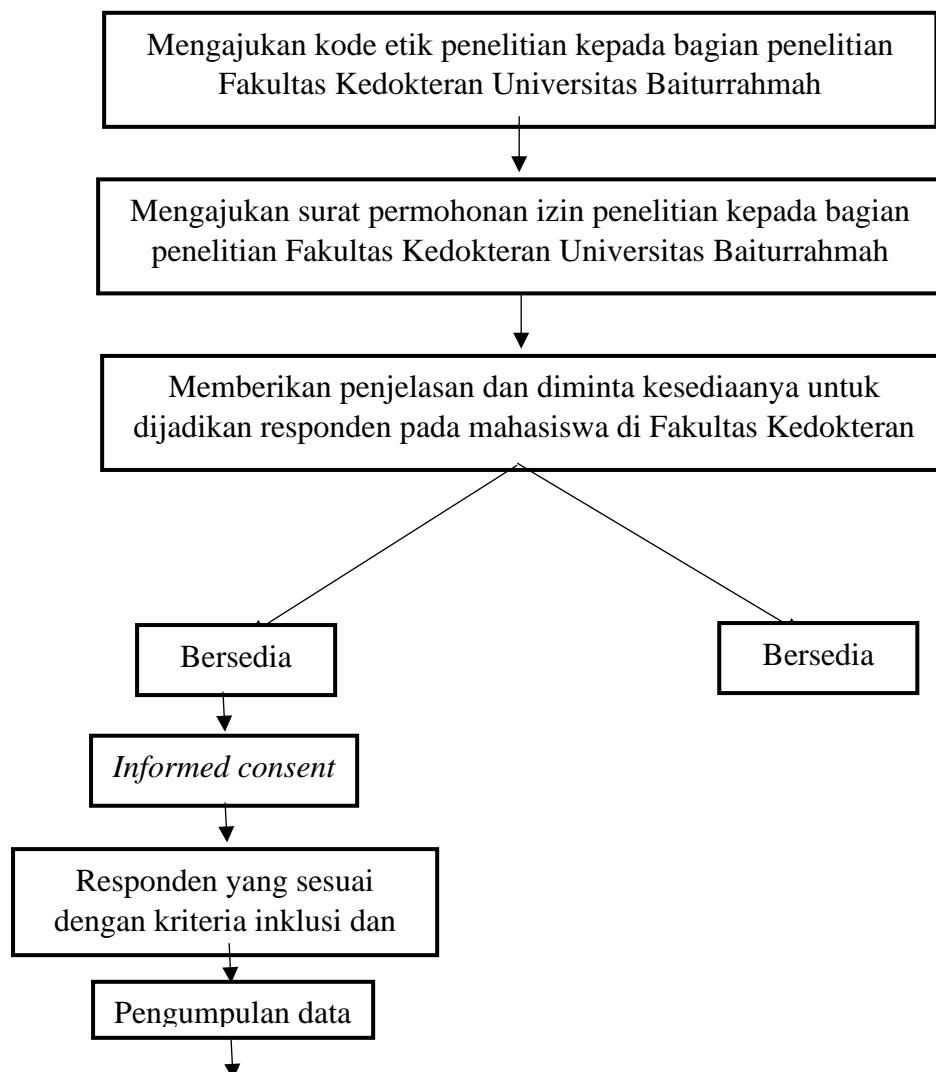 Mengajukan kode etik penelitian kepada bagian penelitian
Fakultas Kedokteran Universitas Baiturrahmah
Mengajukan surat permohonan izin penelitian kepada bagian
penelitian Fakultas Kedokteran Universitas Baiturrahmah
Memberikan penjelasan dan diminta kesediaanya untuk
dijadikan responden pada mahasiswa di Fakultas Kedokteran
Bersedia
Bersedia
Informed consent
Responden yang sesuai
dengan kriteria inklusi dan
Pengumpulan data